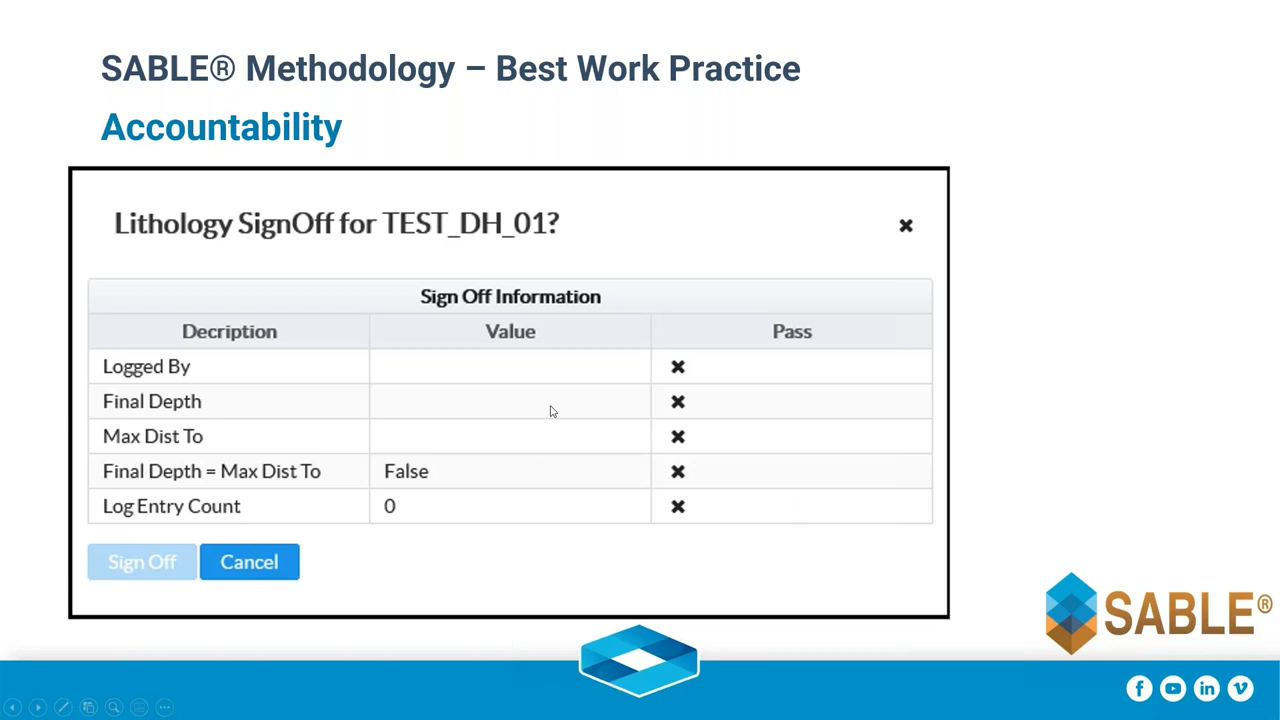 SABLE® Methodology – Best Work Practice
Accountability
Lithology SignOff for TEST_DH_01?
Sign Off Information
Decription Value Pass
Logged By
Final Depth
Max Dist To
Final Depth = Max Dist To False
Log Entry Count 0
Sign Off Cancel
SABLE®